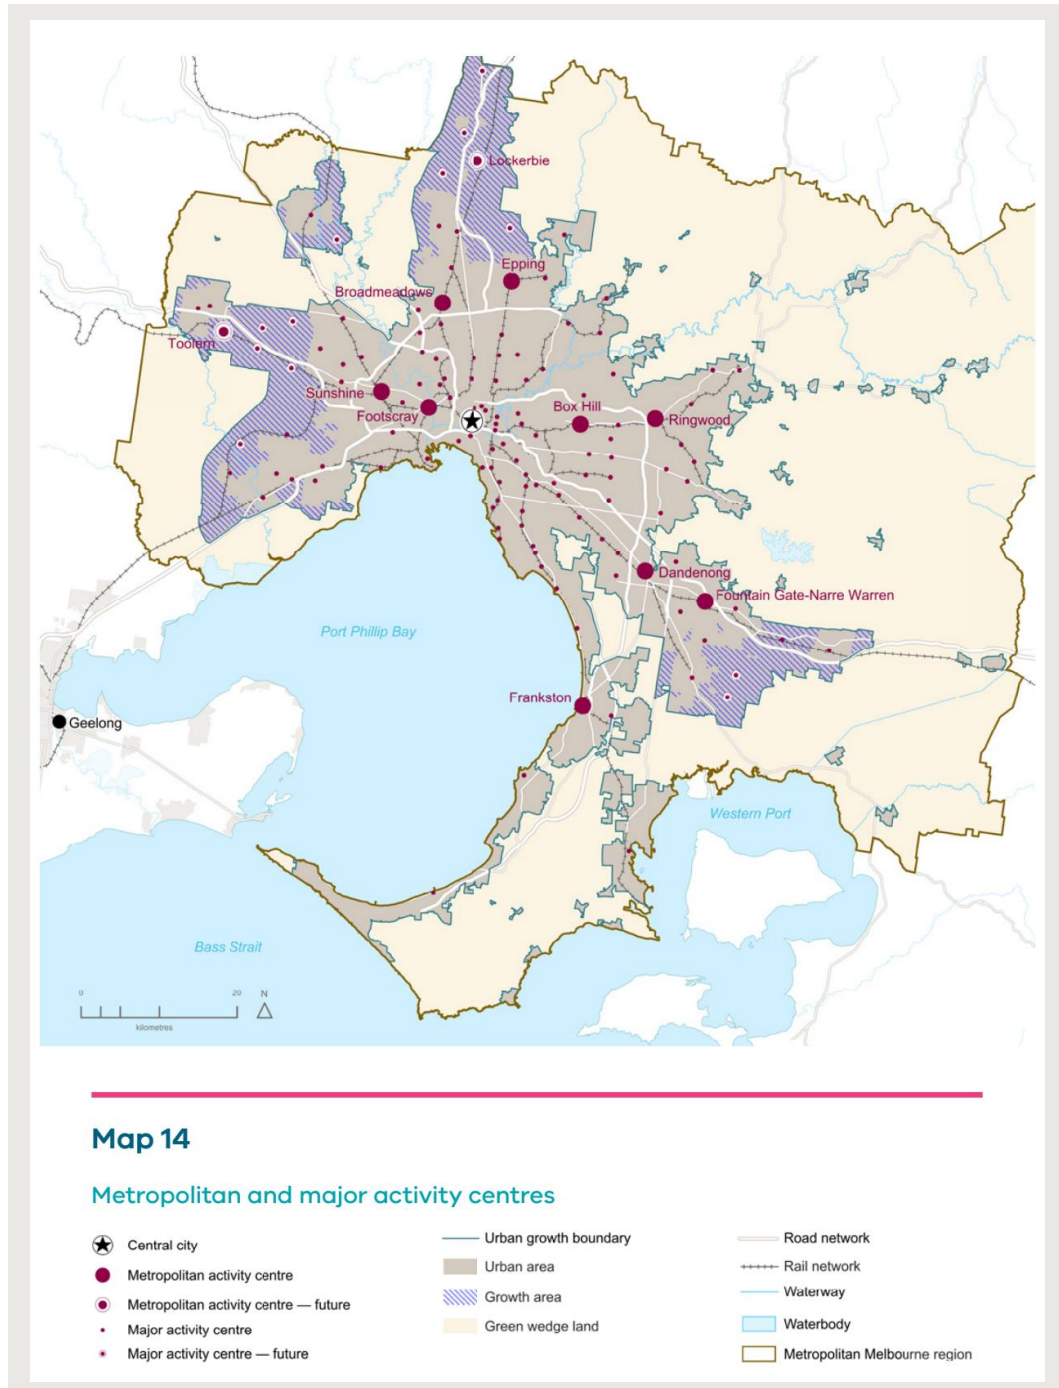 Lockerbie
Epping
Broadmeadows
Toolern
Sunshine
Footscray
Box Hill
Ringwood
Dandenong
Fountain Gate-Narre Warren
Port Phillip Bay
Frankston
Geelong
Western Port
Bass Strait
0 20 N
kilometres
Map 14
Metropolitan and major activity centres
Central city
Metropolitan activity centre
Metropolitan activity centre — future
Major activity centre
Major activity centre — future
Urban growth boundary
Urban area
Growth area
Green wedge land
Road network
Rail network
Waterway
Waterbody
Metropolitan Melbourne region